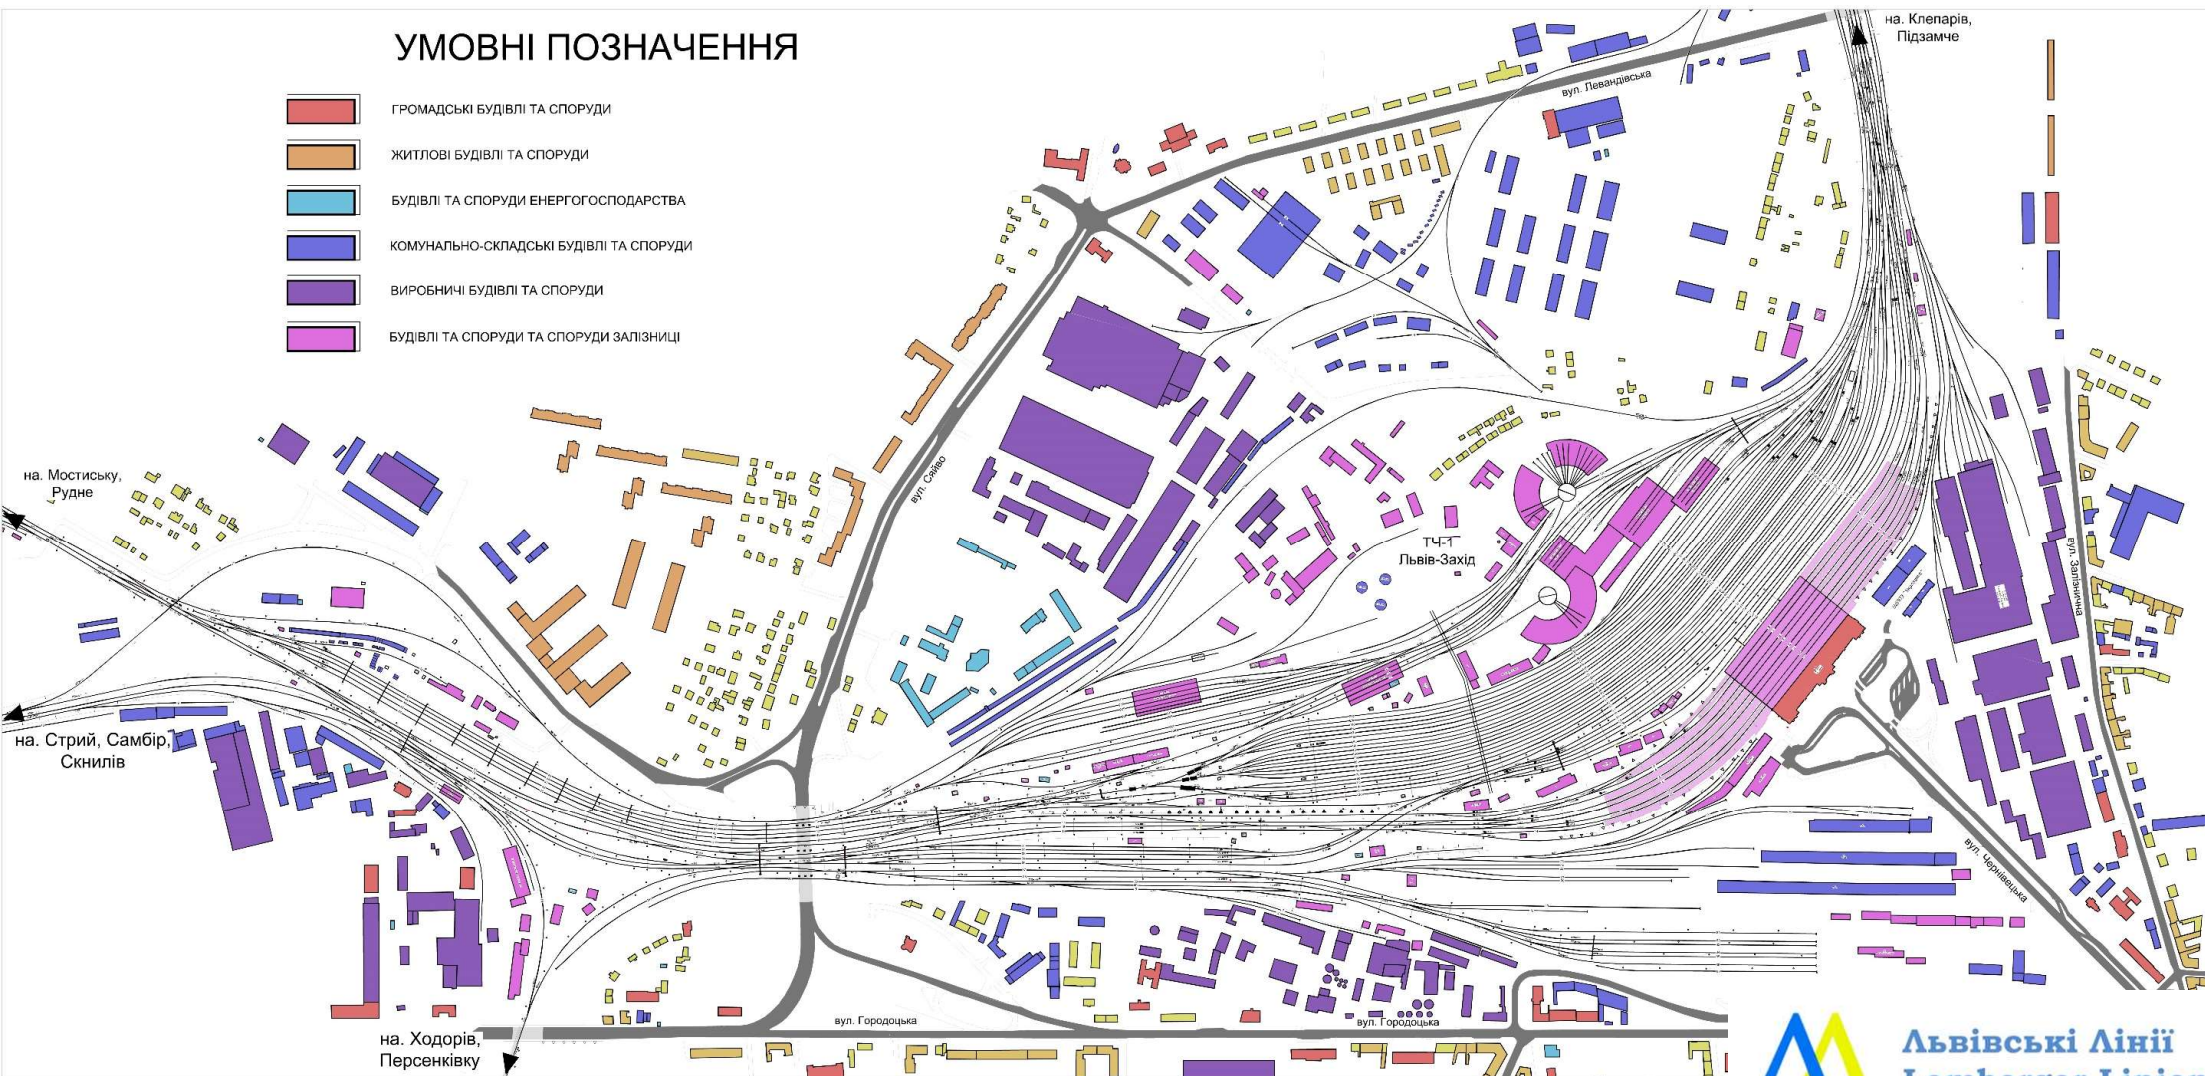 УМОВНІ ПОЗНАЧЕННЯ
ГРОМАДСЬКІ БУДІВЛІ ТА СПОРУДИ
ЖИТЛОВІ БУДІВЛІ ТА СПОРУДИ
БУДІВЛІ ТА СПОРУДИ ЕНЕРГОГОСПОДАРСТВА
КОМУНАЛЬНО-СКЛАДСЬКІ БУДІВЛІ ТА СПОРУДИ
ВИРОБНИЧІ БУДІВЛІ ТА СПОРУДИ
БУДІВЛІ ТА СПОРУДИ ТА СПОРУДИ ЗАЛІЗНИЦІ
на. Клепарів,
Підзамче
вул. Левандівська
на. Мостиську,
Рудне
вул. Сяйво
ТЧ-1
Львів-Захід
вул. Залізнична
на. Стрий, Самбір,
Скнилів
вул. Чернівецька
вул. Городоцька
вул. Городоцька
на. Ходорів,
Персенківку
Львівські Лінії